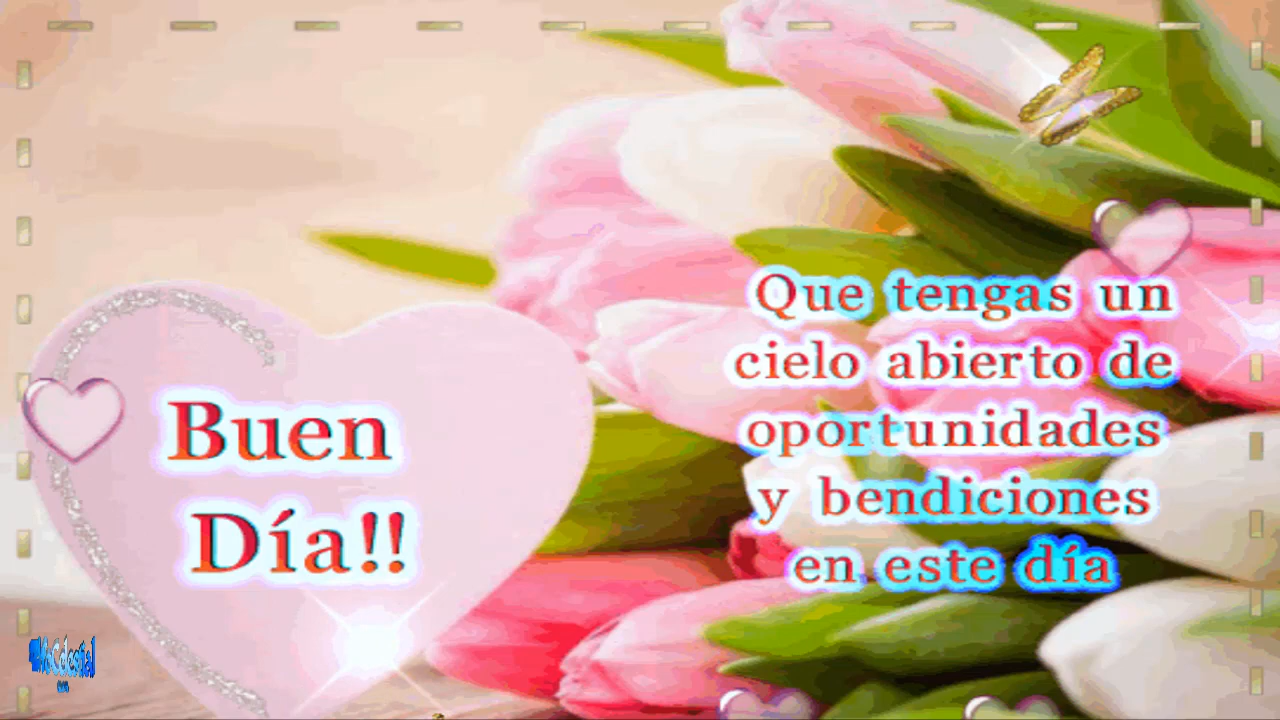 Buen
Día!!
Que tengas un
cielo abierto de
oportunidades
y bendiciones
en este día